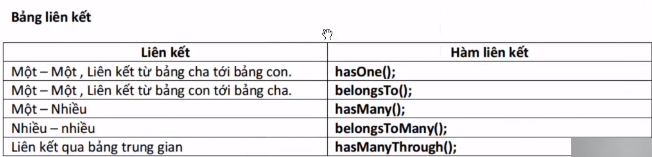 Bảng liên kết
Liên kết Hàm liên kết
Một – Một , Liên kết từ bảng cha tới bảng con. hasOne();
Một – Một , Liên kết từ bảng con tới bảng cha. belongsTo();
Một – Nhiều hasMany();
Nhiều – nhiều belongsToMany();
Liên kết qua bảng trung gian hasManyThrough();